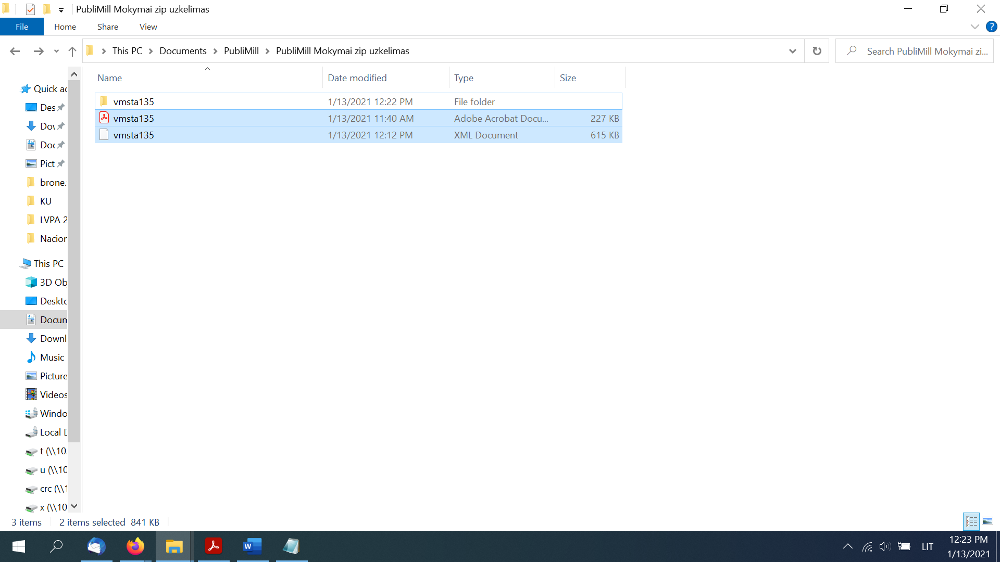 PubliMill Mokymai zip uzkelimas
File Home Share View
This PC Documents PubliMill PubliMill Mokymai zip uzkelimas
Search PubliMill Mokymai zi...
Name Date modified Type Size
vmsta135 1/13/2021 12:22 PM File folder
vmsta135 1/13/2021 11:40 AM Adobe Acrobat Docu... 227 KB
vmsta135 1/13/2021 12:12 PM XML Document 615 KB
Quick ac
Des
Dov
Doc
Pict
brone.
KU
LVPA 2
Nacior
This PC
3D Ob
Deskto
Docum
Downl
Music
Picture
Videos
Windo
Local D
t (\\10.
u (\\10
crc (\\1
x (\\10
3 items 2 items selected 841 KB
LIT
12:23 PM
1/13/2021